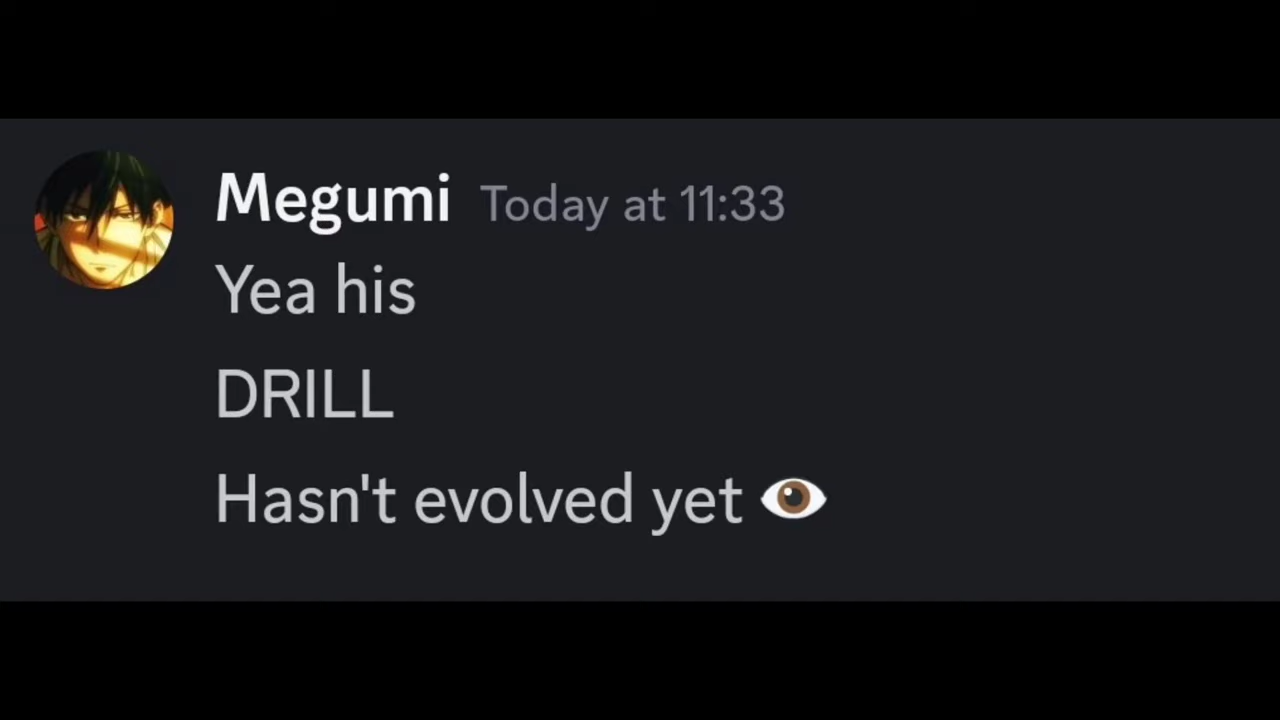 Megumi Today at 11:33
Yea his
DRILL
Hasn't evolved yet 👁️